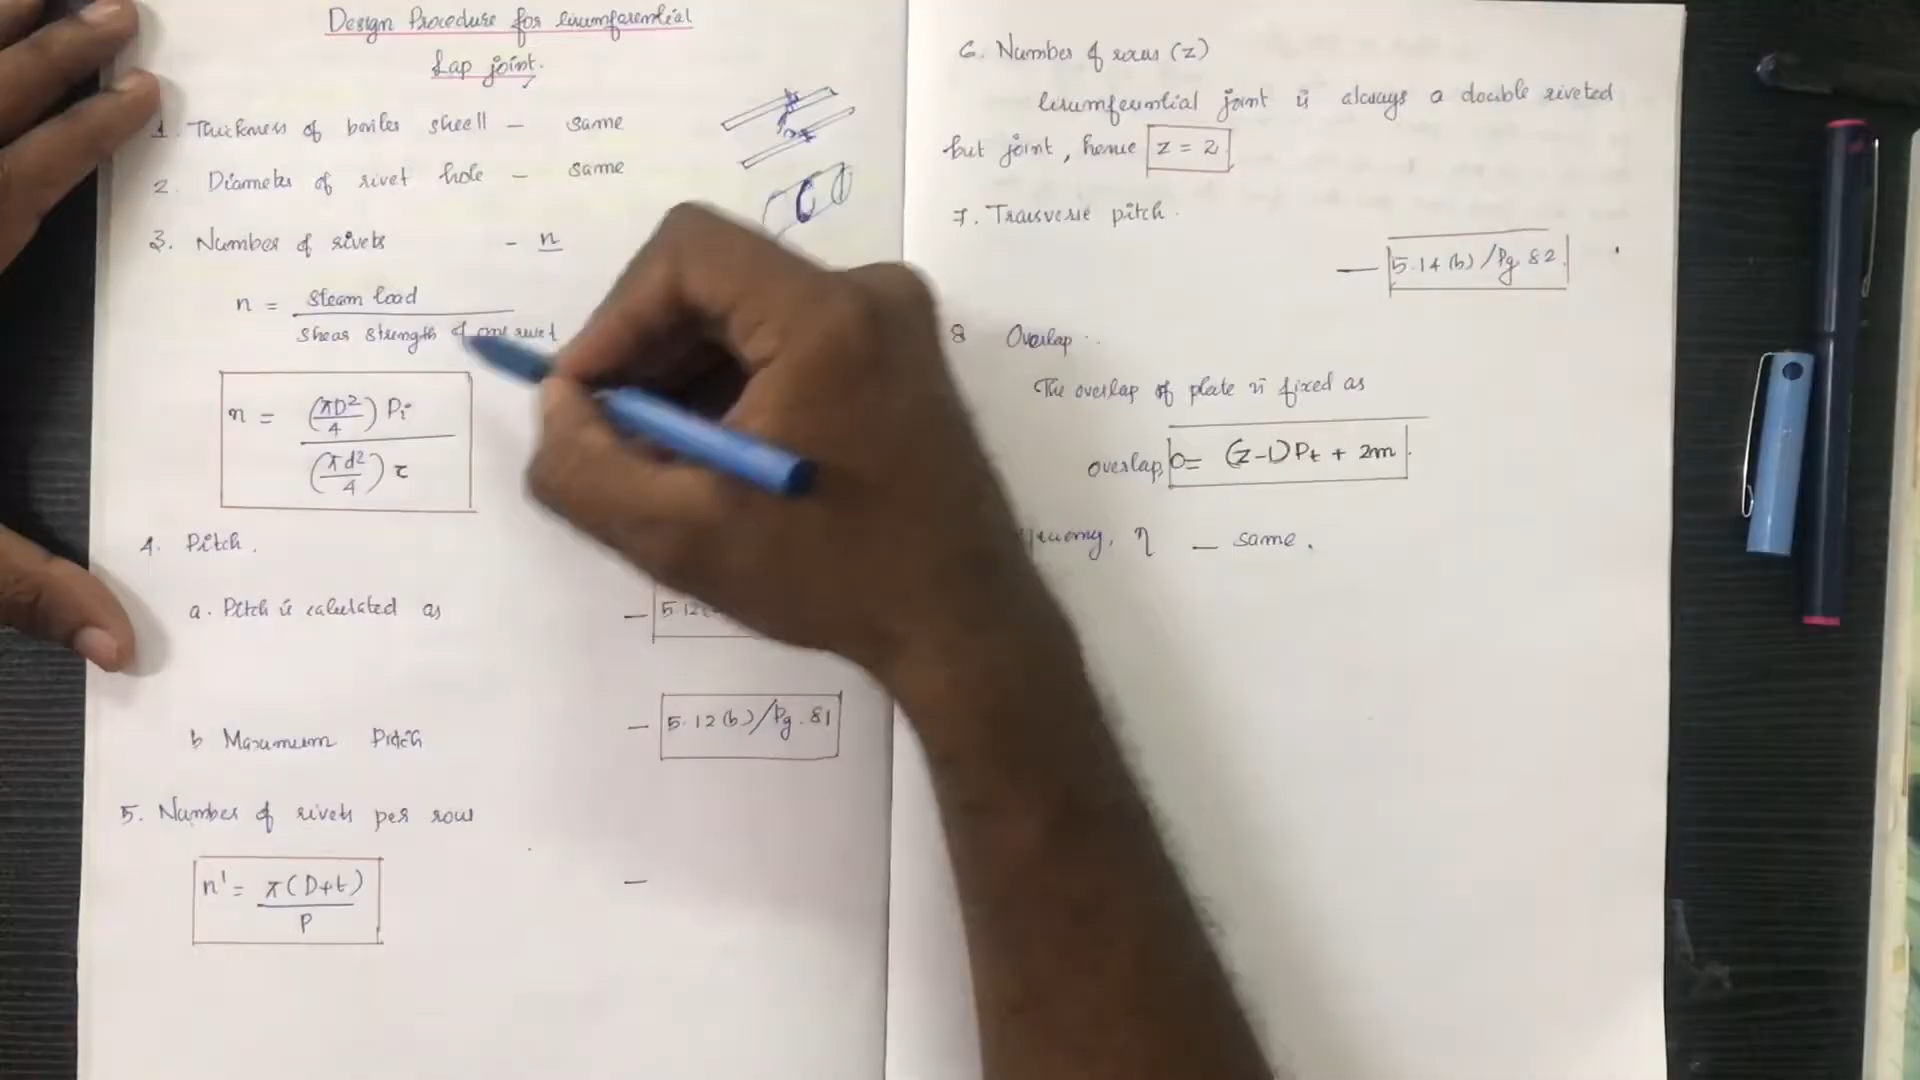 Design Procedure for Circumferential
Lap joint.
1. Thickness of boiler shell - same
2. Diameter of rivet hole - same
3. Number of rivets - n
n = Steam load / Shear strength of one rivet
n = (πD²/4) Pi / (πd²/4) τ
4. Pitch.
a. Pitch is calculated as - 5.12(
b Maximum Pitch - 5.12(b)/Pg.81
5. Number of rivets per row
n' = π(D+t) / P -
6. Number of rows (z)
Circumferential joint is always a double riveted
but joint, hence z = 2
7. Trasverse pitch.
- 5.14(b)/Pg.82
8 Overlap.
The overlap of plate is fixed as
overlap, O= (z-1)Pt + 2m.
η - same.